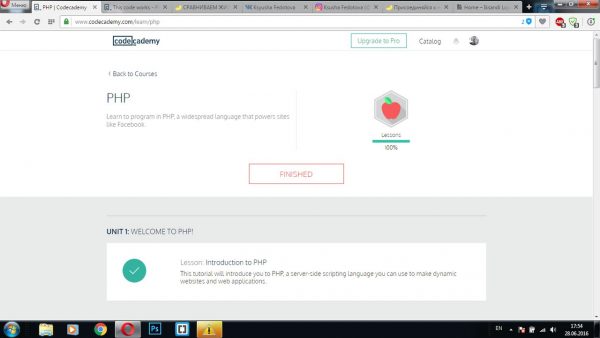 Меню
PHP | Codecademy
This code works –
СРАВНИВАЕМ
Ksyusha Fedotova
Ksusha Fedotova
Присоединяйся к
Home –
www.codecademy.com/learn/php
codecademy
Upgrade to Pro
Catalog
Back to Courses
PHP
Learn to program in PHP, a widespread language that powers sites
like Facebook.
Lessons
100%
FINISHED
UNIT 1: WELCOME TO PHP!
Lesson: Introduction to PHP
This tutorial will introduce you to PHP, a server-side scripting language you can use to make dynamic
websites and web applications.
Ps
EN
17:54
28.06.2016